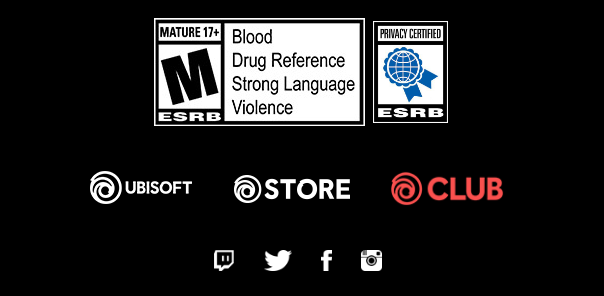 MATURE 17+
M
ESRB
Blood
Drug Reference
Strong Language
Violence
PRIVACY CERTIFIED
ESRB
UBISOFT
STORE
CLUB